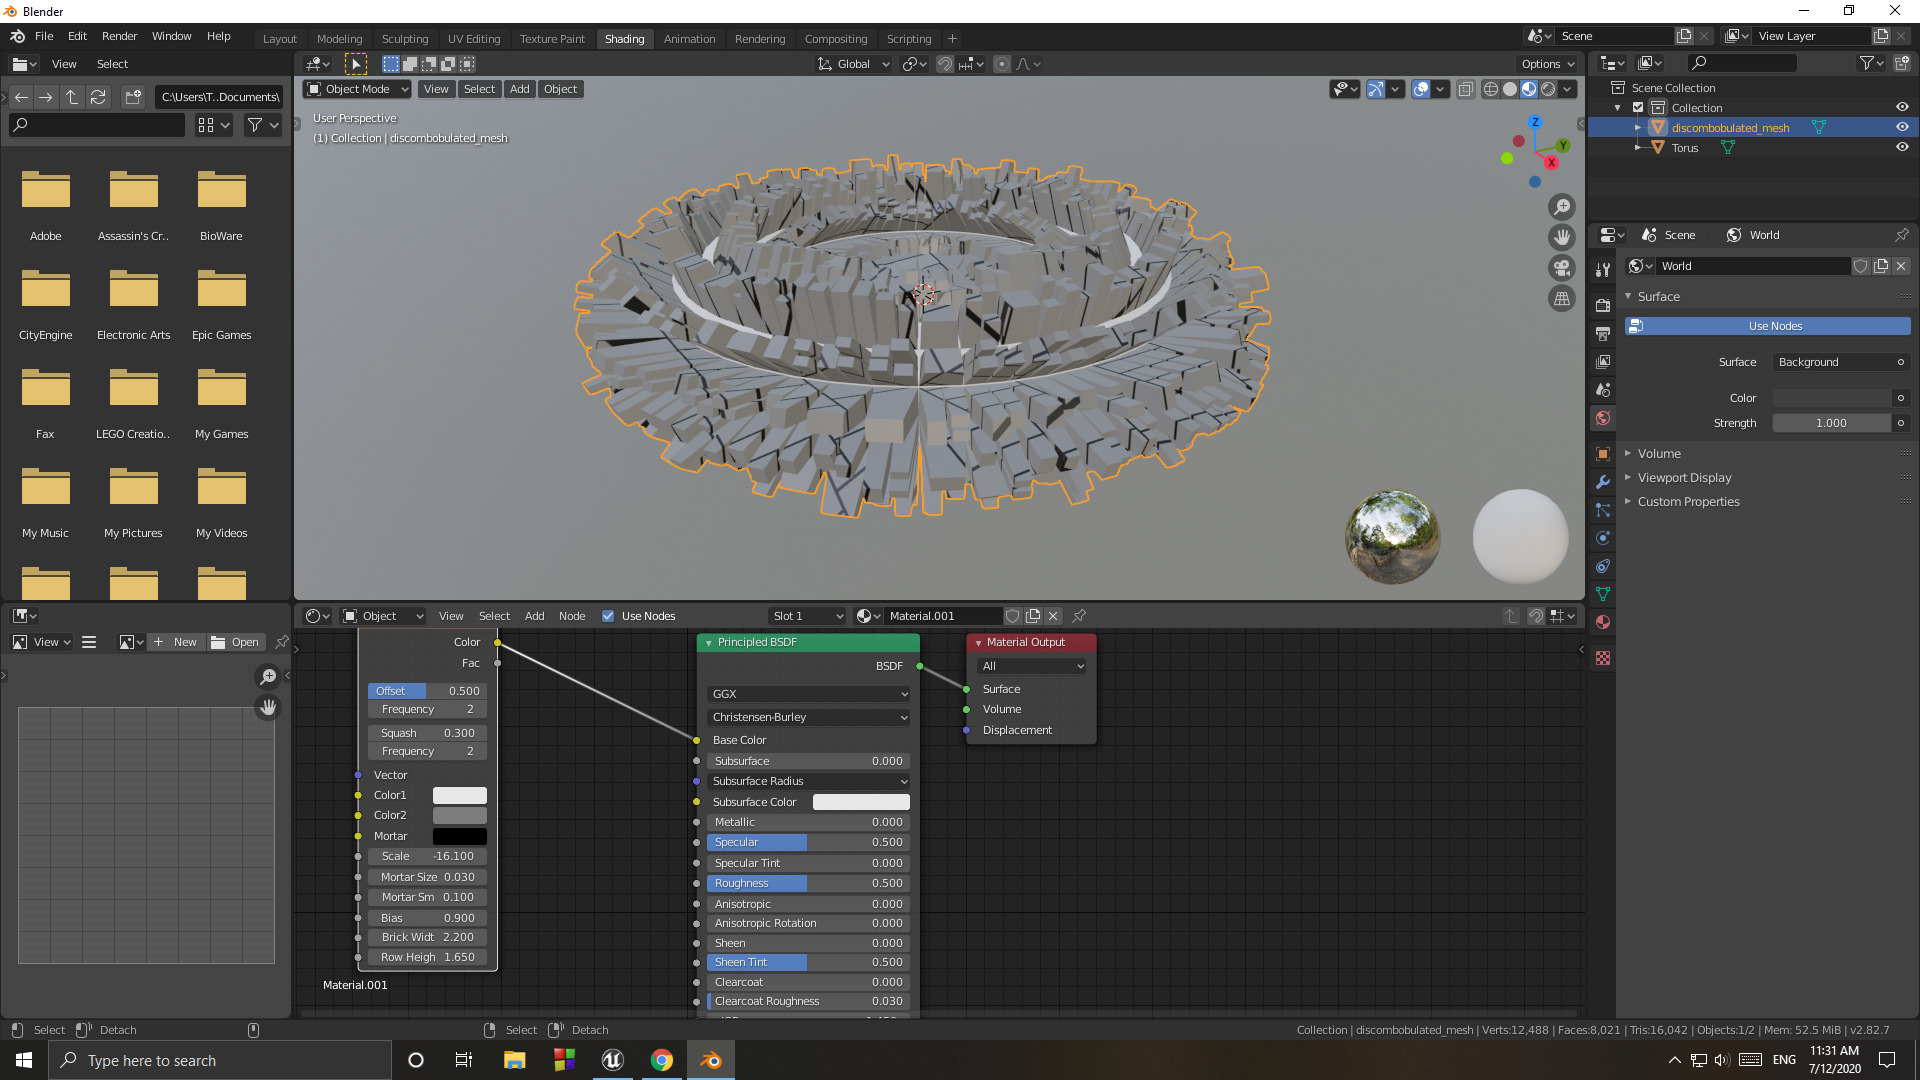 Blender
File Edit Render Window Help
Layout Modeling Sculpting UV Editing Texture Paint Shading Animation Rendering Compositing Scripting +
Scene
View Layer
View Select
Global
Options
C:\Users\T..Documents\
Object Mode View Select Add Object
User Perspective
(1) Collection | discombobulated_mesh
Z
Y
X
Adobe Assassin's Cr.. BioWare
CityEngine Electronic Arts Epic Games
Fax LEGO Creatio.. My Games
My Music My Pictures My Videos
Scene Collection
Collection
discombobulated_mesh
Torus
Scene World
World
Surface
Use Nodes
Surface Background
Color
Strength 1.000
Volume
Viewport Display
Custom Properties
View New Open
Object View Select Add Node Use Nodes Slot 1 Material.001
Color
Fac
Offset 0.500
Frequency 2
Squash 0.300
Frequency 2
Vector
Color1
Color2
Mortar
Scale -16.100
Mortar Size 0.030
Mortar Sm 0.100
Bias 0.900
Brick Widt 2.200
Row Heigh 1.650
Material.001
Principled BSDF
BSDF
GGX
Christensen-Burley
Base Color
Subsurface 0.000
Subsurface Radius
Subsurface Color
Metallic 0.000
Specular 0.500
Specular Tint 0.000
Roughness 0.500
Anisotropic 0.000
Anisotropic Rotation 0.000
Sheen 0.000
Sheen Tint 0.500
Clearcoat 0.000
Clearcoat Roughness 0.030
Material Output
All
Surface
Volume
Displacement
Select Detach Select Detach
Collection | discombobulated_mesh | Verts:12,488 | Faces:8,021 | Tris:16,042 | Objects:1/2 | Mem: 52.5 MiB | v2.82.7
Type here to search
ENG
11:31 AM
7/12/2020